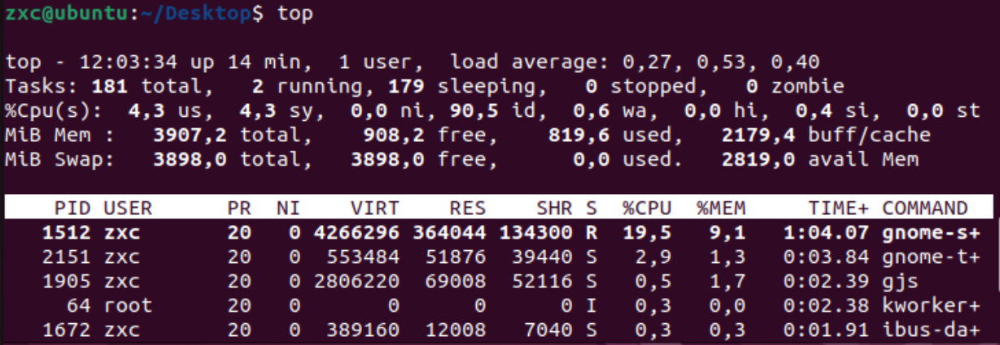 zxc@ubuntu:~/Desktop$ top
top - 12:03:34 up 14 min,  1 user,  load average: 0,27, 0,53, 0,40
Tasks: 181 total,   2 running, 179 sleeping,   0 stopped,   0 zombie
%Cpu(s):  4,3 us,  4,3 sy,  0,0 ni, 90,5 id,  0,6 wa,  0,0 hi,  0,4 si,  0,0 st
MiB Mem :   3907,2 total,    908,2 free,    819,6 used,   2179,4 buff/cache
MiB Swap:   3898,0 total,   3898,0 free,      0,0 used.   2819,0 avail Mem
    PID USER      PR  NI    VIRT    RES    SHR S  %CPU  %MEM     TIME+ COMMAND
   1512 zxc       20   0 4266296 364044 134300 R  19,5   9,1   1:04.07 gnome-s+
   2151 zxc       20   0  553484  51876  39440 S   2,9   1,3   0:03.84 gnome-t+
   1905 zxc       20   0 2806220  69008  52116 S   0,5   1,7   0:02.39 gjs
     64 root      20   0       0      0      0 I   0,3   0,0   0:02.38 kworker+
   1672 zxc       20   0  389160  12008   7040 S   0,3   0,3   0:01.91 ibus-da+